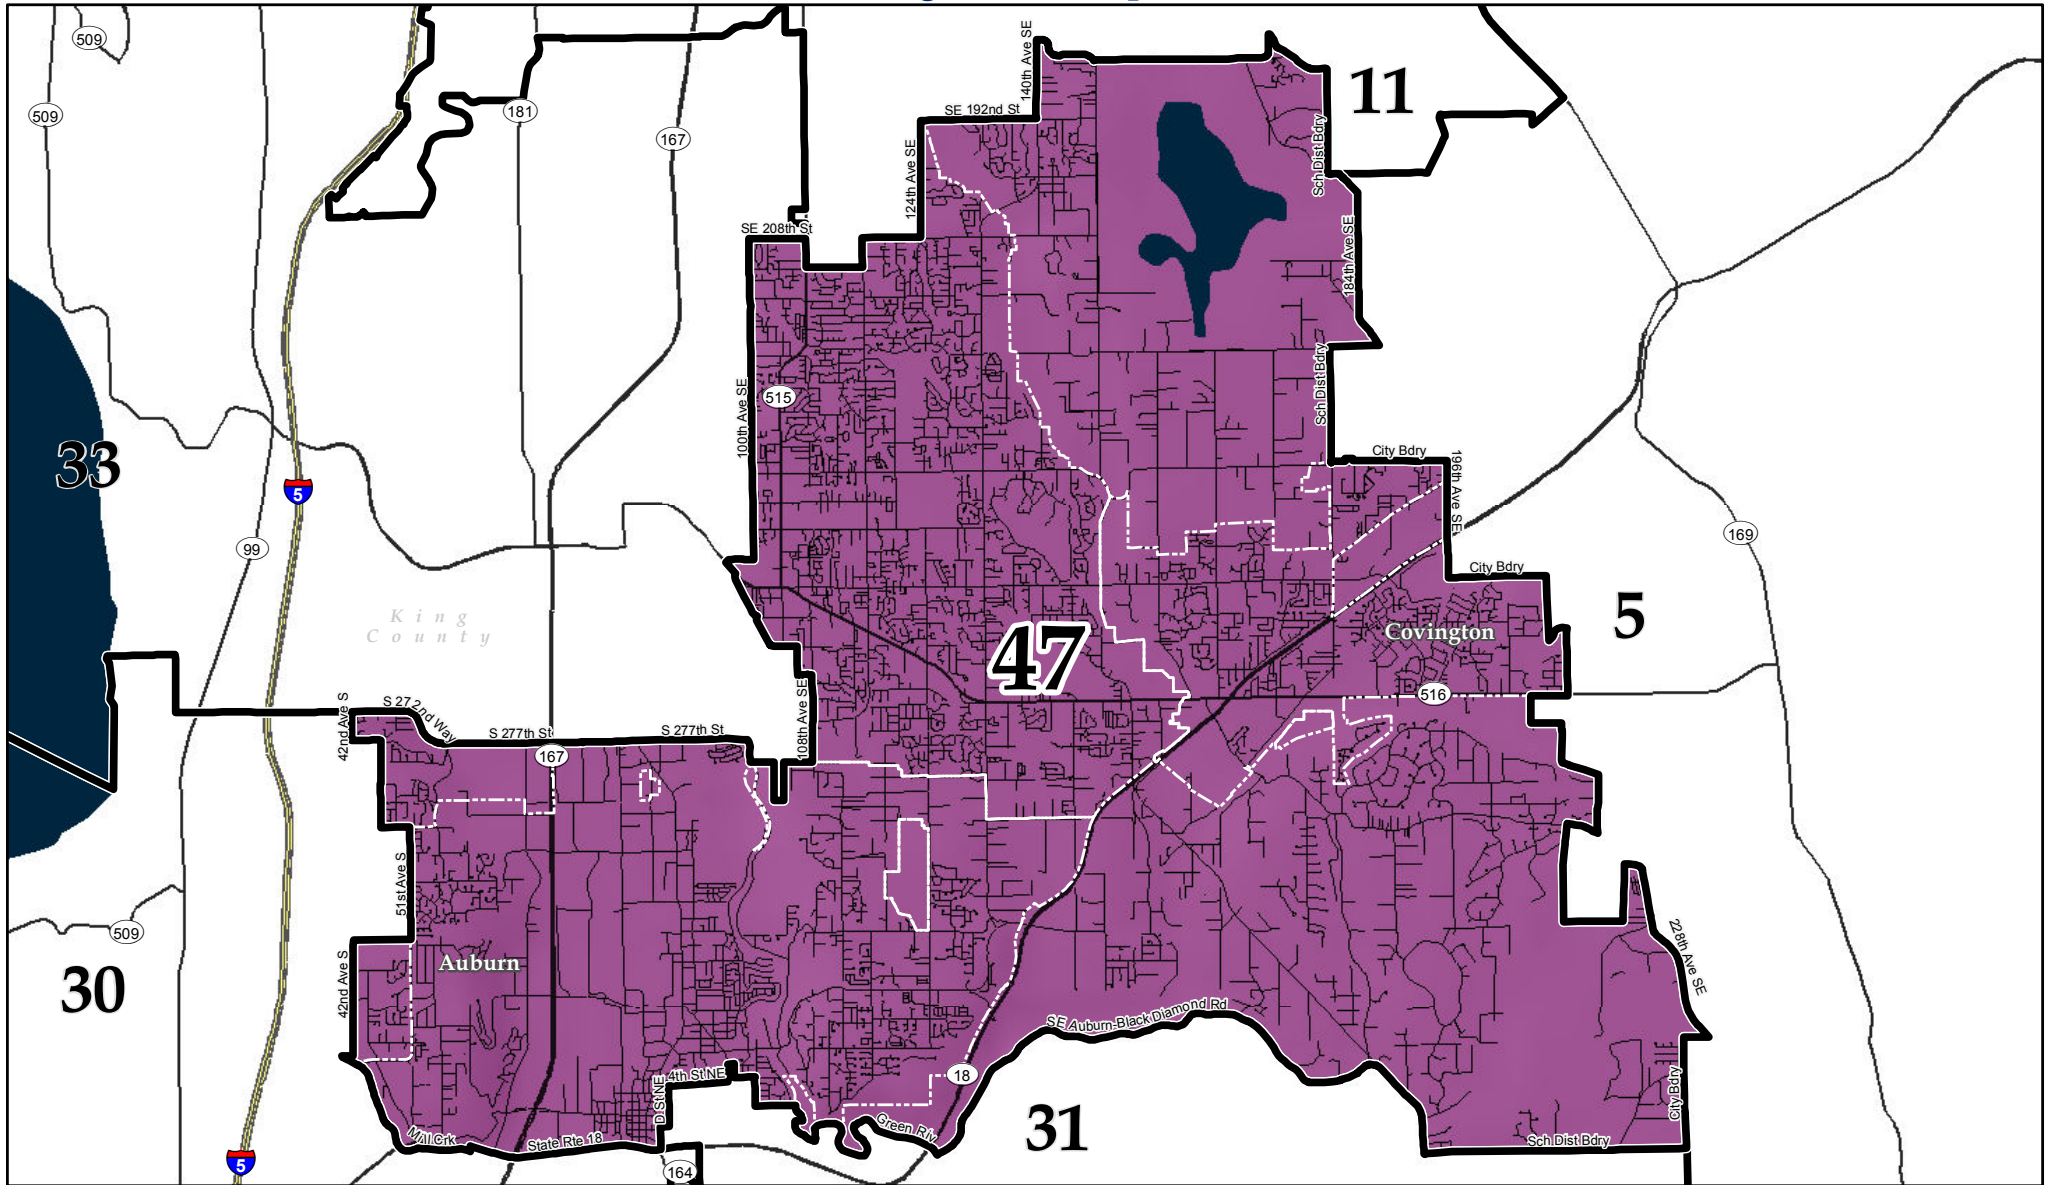 509
140th Ave SE
11
509
181
SE 192nd St
167
Sch Dist Bdry
124th Ave SE
SE 208th St
184th Ave SE
Sch Dist Bdry
515
100th Ave SE
33
City Bdry
196th Ave SE
5
99
169
City Bdry
King
County
5
Covington
47
516
42nd Ave S
S 272nd Way
S 277th St
S 277th St
108th Ave SE
167
51st Ave S
509
228th Ave SE
Auburn
30
42nd Ave S
SE Auburn-Black Diamond Rd
18
4th St NE
D St NE
City Bdry
31
Green Riv
Mill Crk
State Rte 18
Sch Dist Bdry
5
164